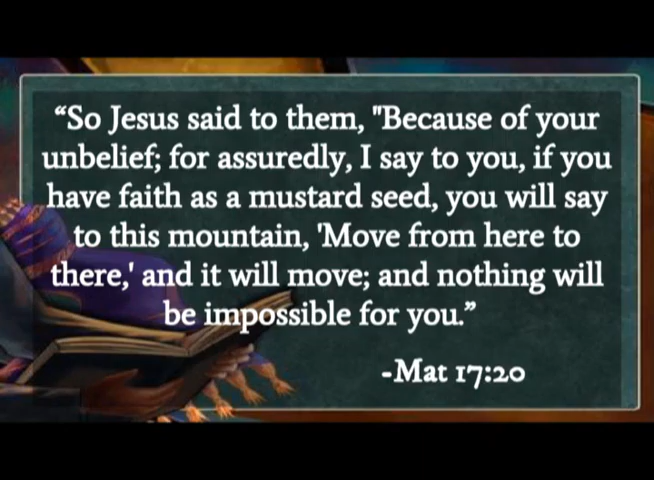 “So Jesus said to them, "Because of your
unbelief; for assuredly, I say to you, if you
have faith as a mustard seed, you will say
to this mountain, 'Move from here to
there,' and it will move; and nothing will
be impossible for you.”
-Mat 17:20